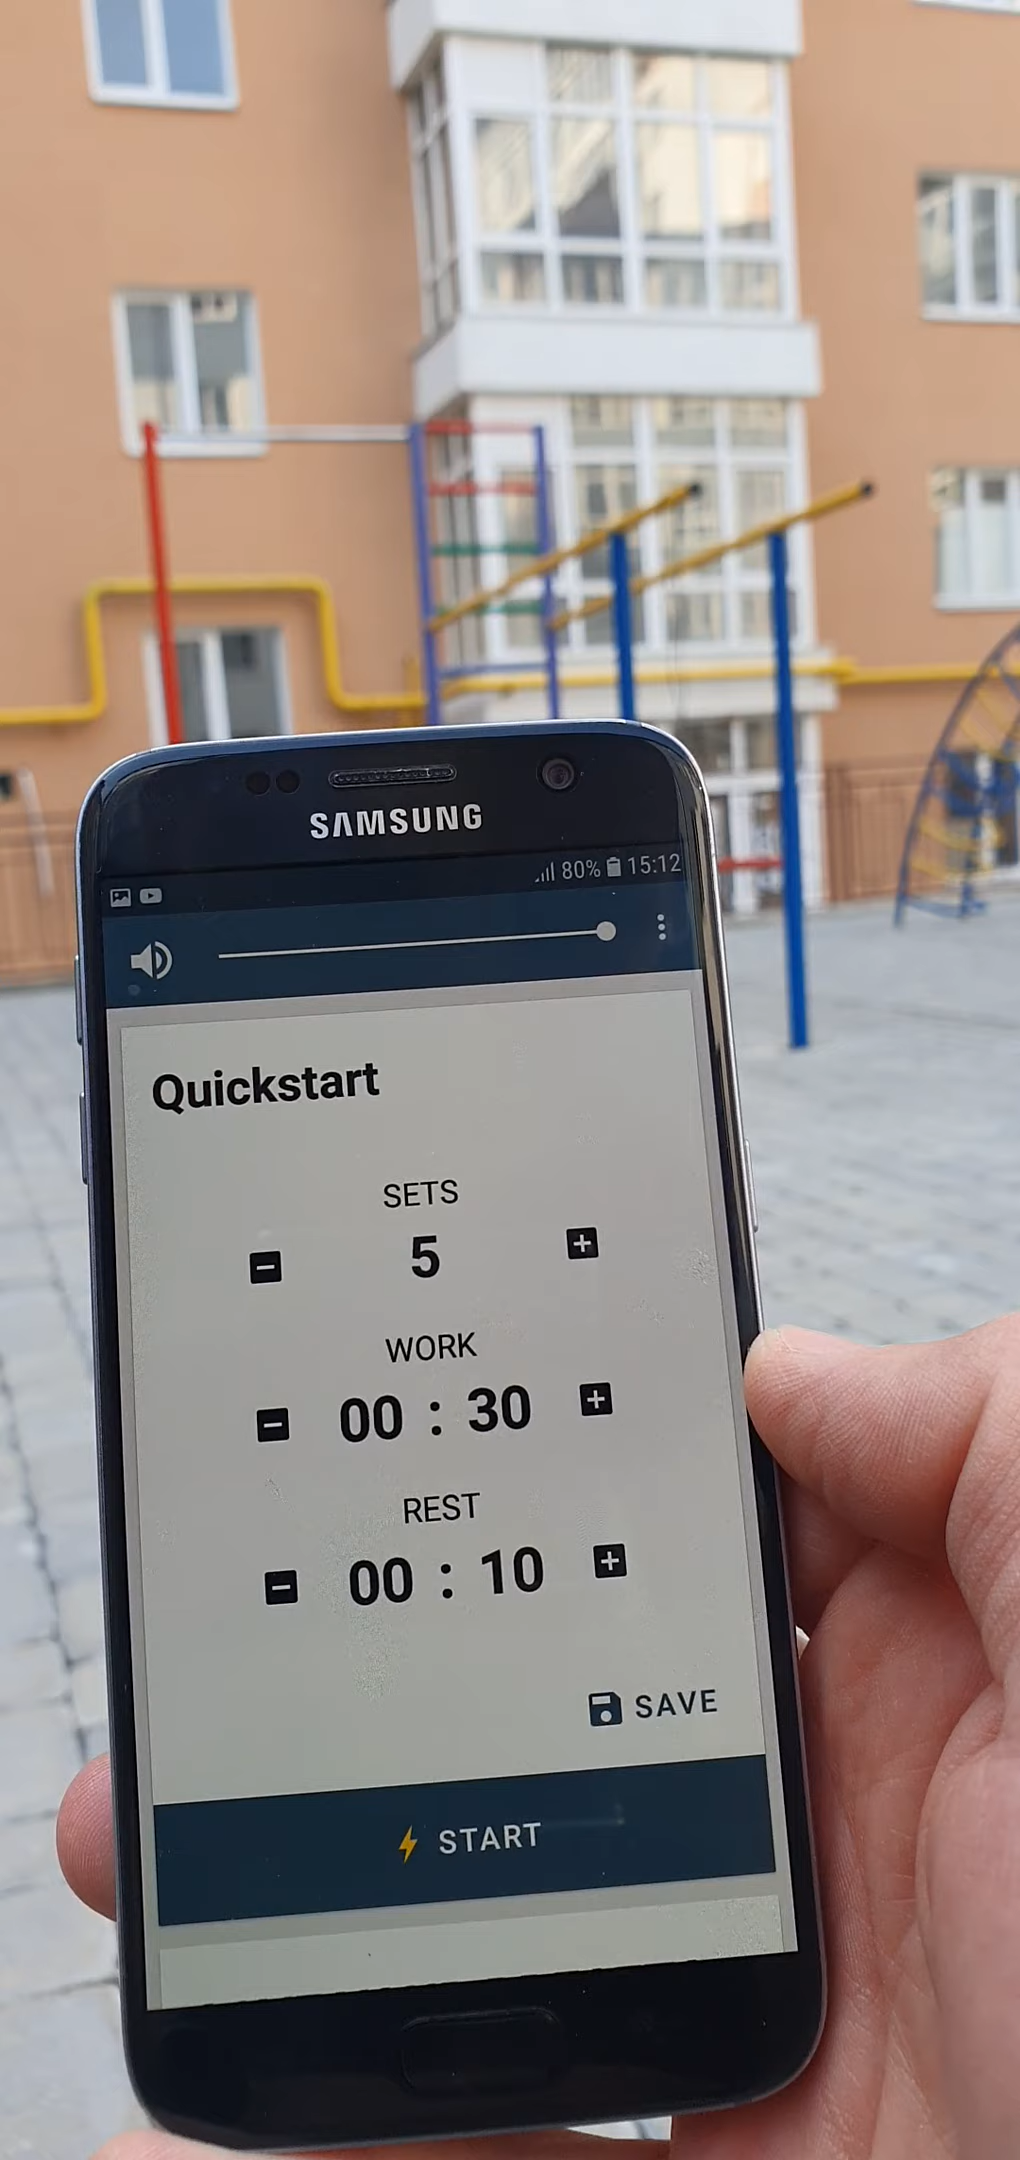 SAMSUNG
80% 15:12
Quickstart
SETS
5
WORK
00 : 30
REST
00 : 10
SAVE
START